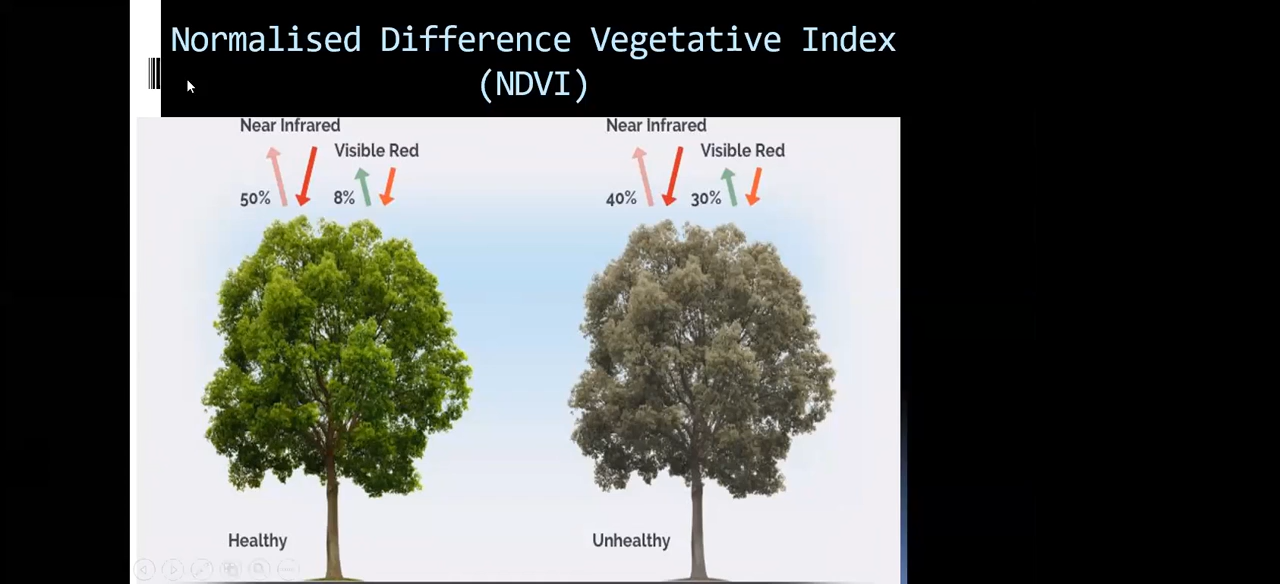 Normalised Difference Vegetative Index
(NDVI)
Near Infrared
Visible Red
50%
8%
Near Infrared
Visible Red
40%
30%
Healthy
Unhealthy